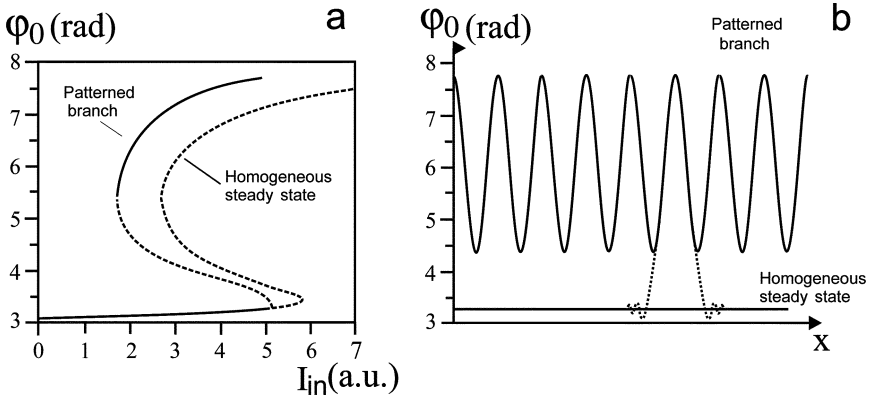 φ0 (rad)
a
8
7
6
5
4
3
0
1
2
3
4
5
6
7
Patterned
branch
Homogeneous
steady state
Iin(a.u.)
φ0 (rad)
b
Patterned
branch
8
7
6
5
4
3
Homogeneous
steady state
x